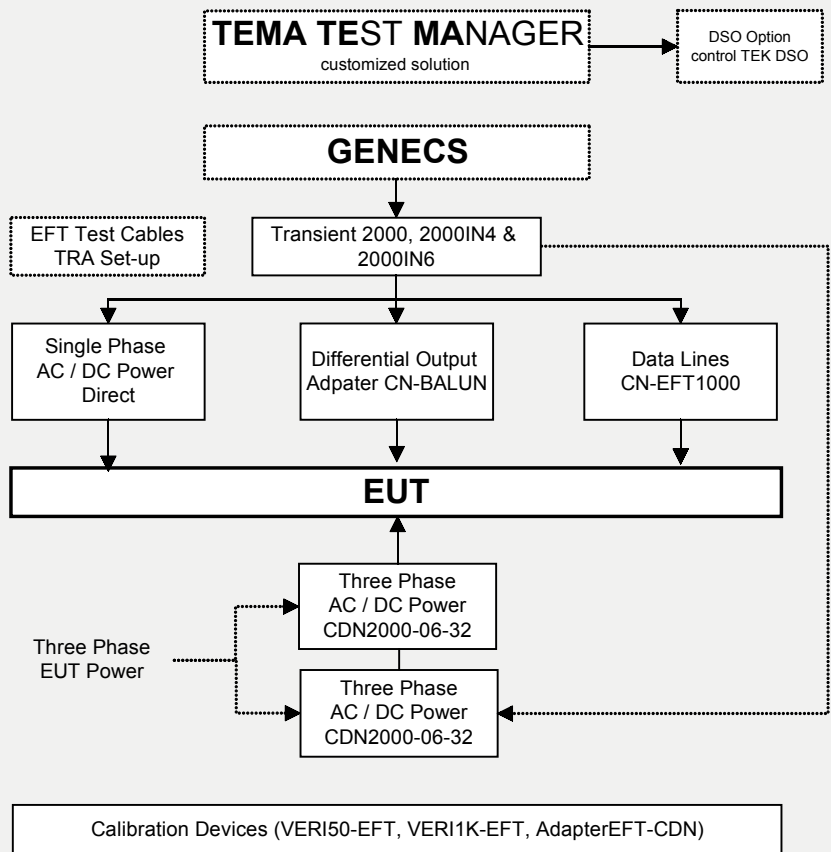 TEMA TEST MANAGER
customized solution
DSO Option
control TEK DSO
GENECS
EFT Test Cables
TRA Set-up
Transient 2000, 2000IN4 &
2000IN6
Single Phase
AC / DC Power
Direct
Differential Output
Adpater CN-BALUN
Data Lines
CN-EFT1000
EUT
Three Phase
AC / DC Power
CDN2000-06-32
Three Phase
EUT Power
Three Phase
AC / DC Power
CDN2000-06-32
Calibration Devices (VERI50-EFT, VERI1K-EFT, AdapterEFT-CDN)